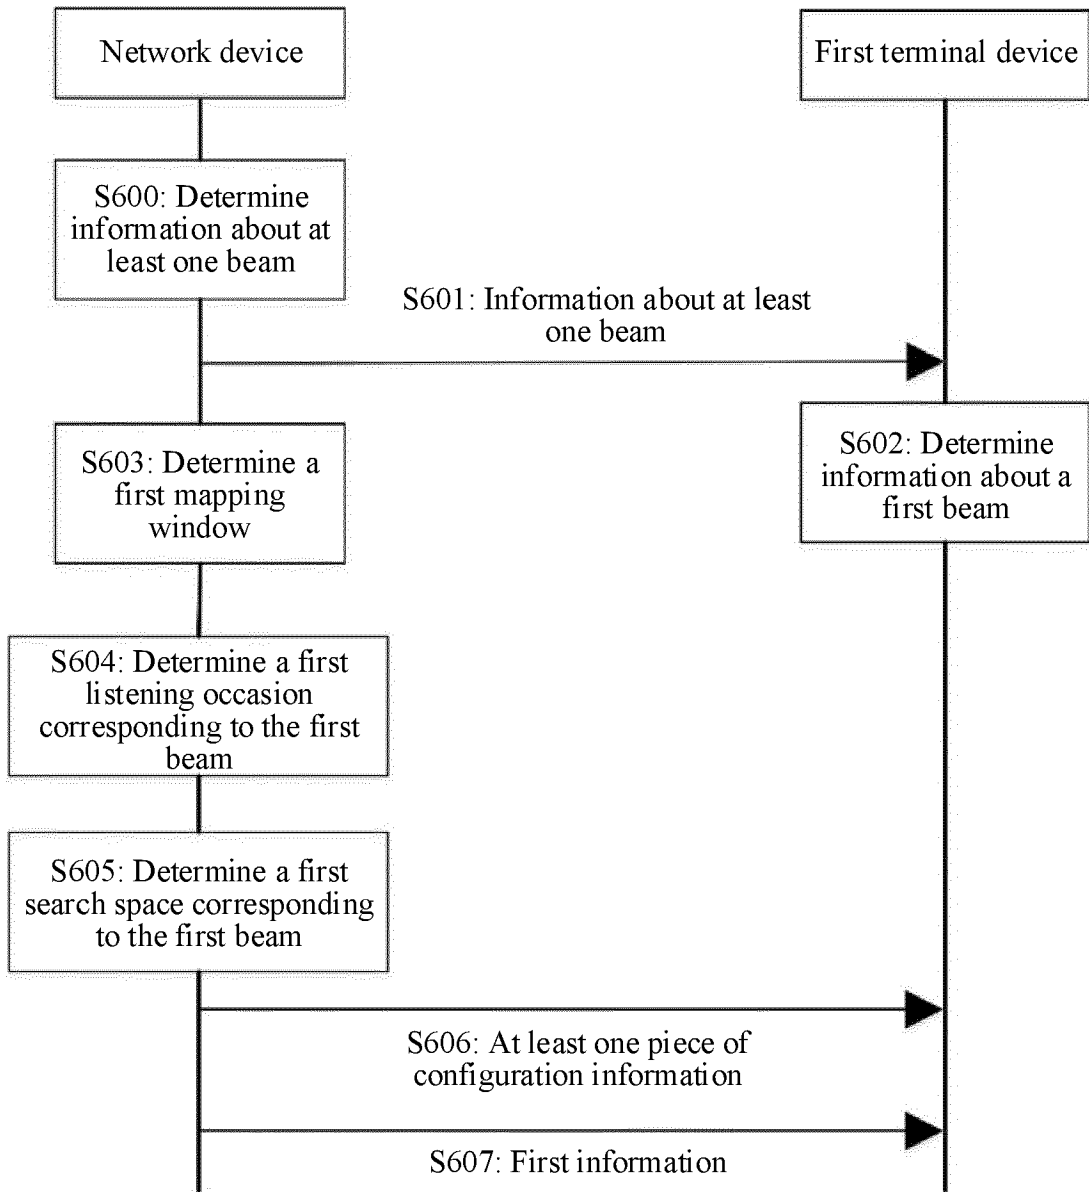 Network device
First terminal device
S600: Determine
information about at
least one beam
S601: Information about at least
one beam
S603: Determine a
first mapping
window
S602: Determine
information about a
first beam
S604: Determine a first
listening occasion
corresponding to the first
beam
S605: Determine a first
search space corresponding
to the first beam
S606: At least one piece of
configuration information
S607: First information